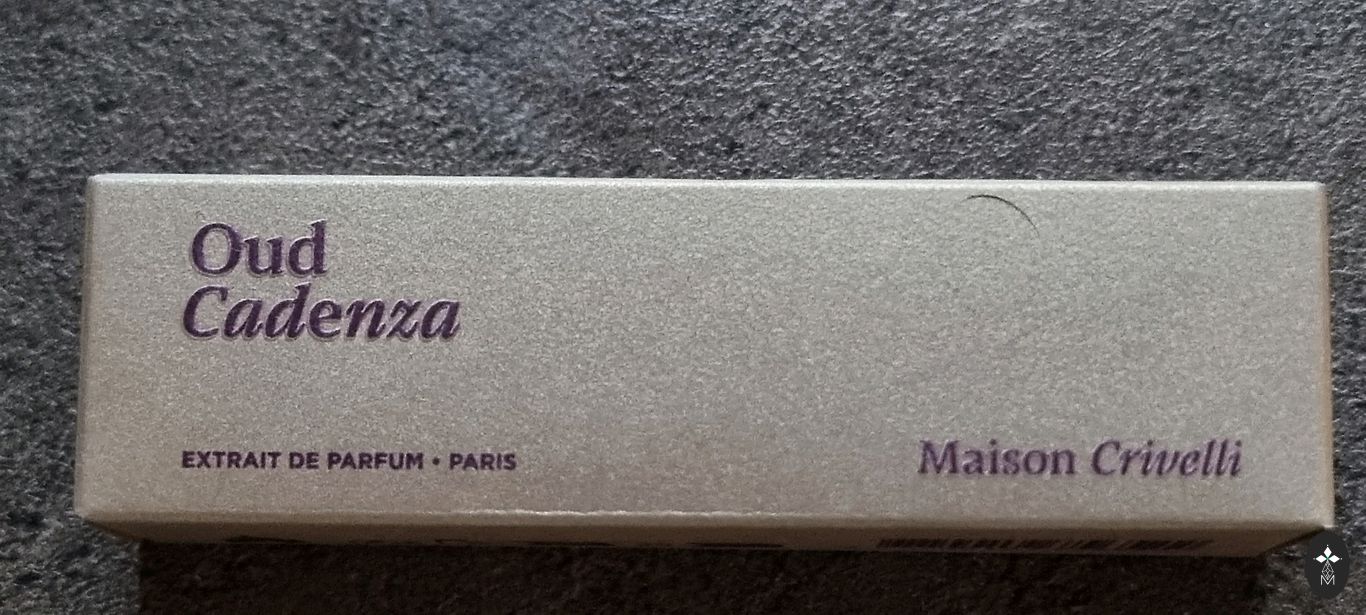 Oud
Cadenza
EXTRAIT DE PARFUM • PARIS
Maison Crivelli
M